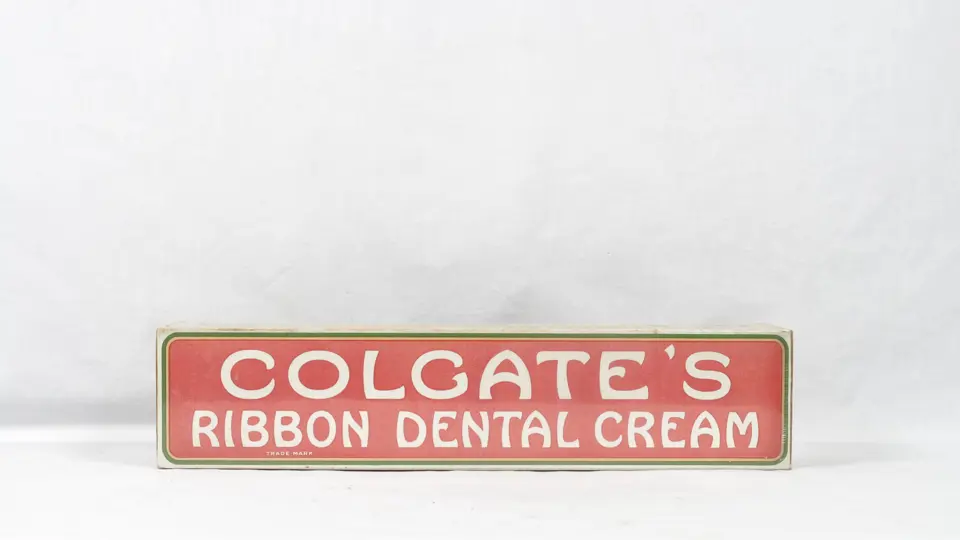 COLGATE'S
RIBBON DENTAL CREAM
TRADE MARK